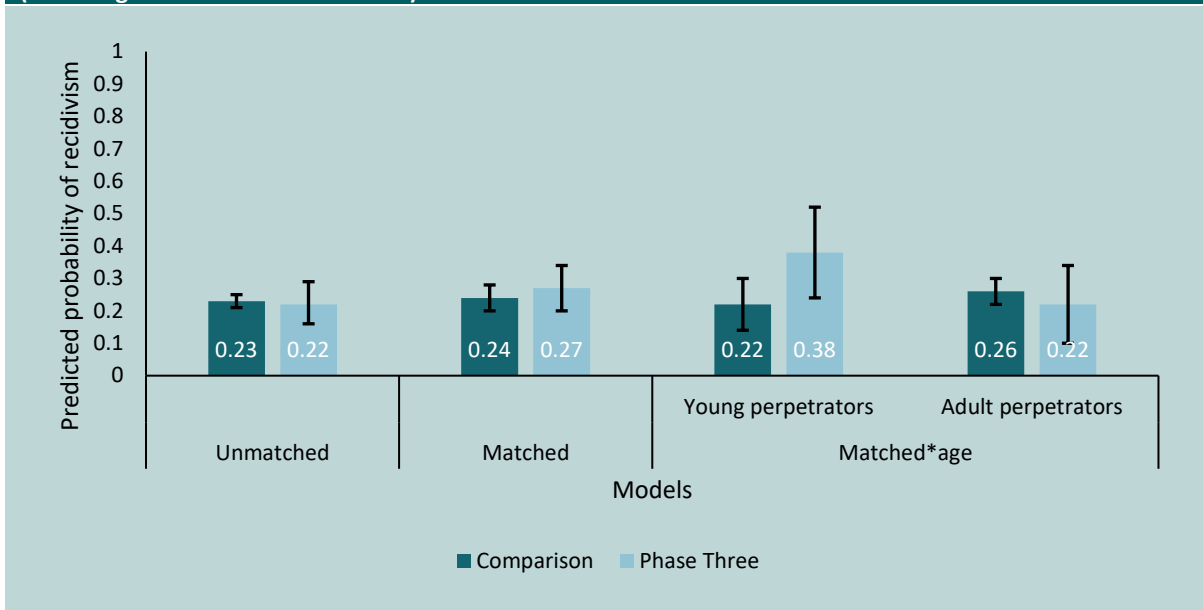 Predicted probability of recidivism
1
0.9
0.8
0.7
0.6
0.5
0.4
0.3
0.2
0.1
0
0.23 0.22 0.24 0.27 0.22 0.38 0.26 0.22
Young perpetrators Adult perpetrators
Unmatched Matched Matched*age
Models
Comparison Phase Three